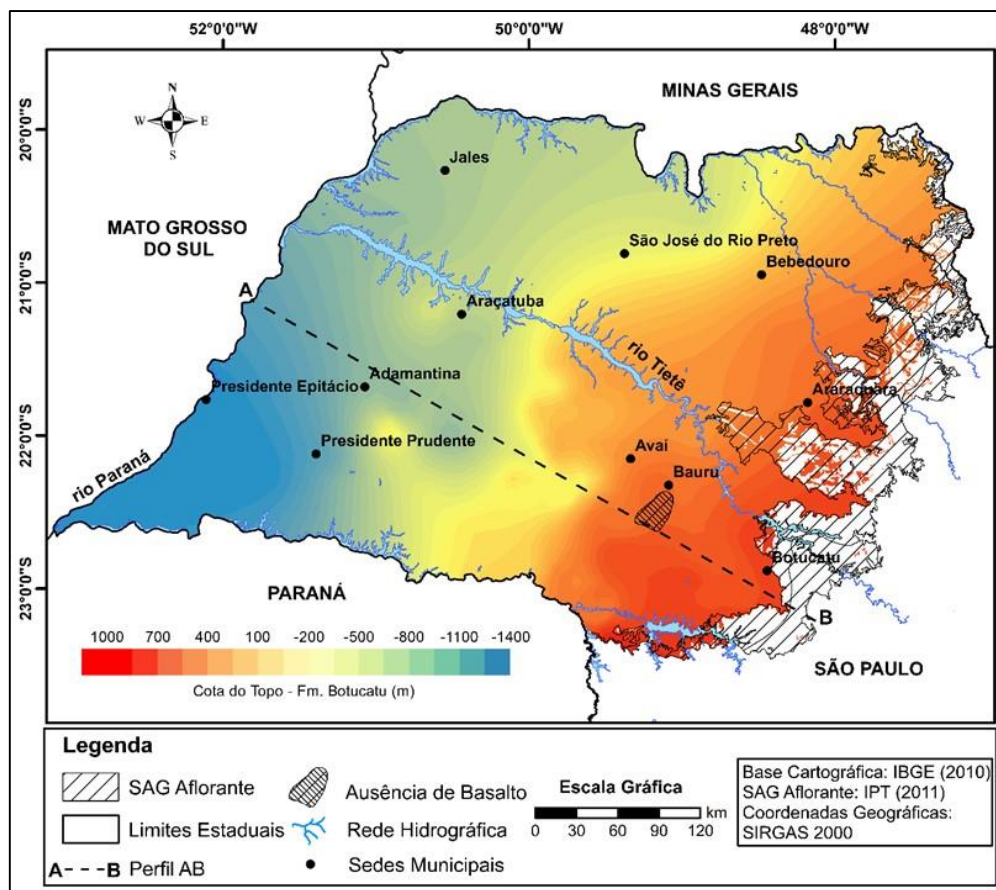 52°0'0"W 50°0'0"W 48°0'0"W
20°0'0"S
21°0'0"S
22°0'0"S
23°0'0"S
N
W E
S
MINAS GERAIS
Jales
MATO GROSSO
DO SUL
São José do Rio Preto
Bebedouro
A
Araçatuba
rio Tietê
Adamantina
Presidente Epitácio
Araraquara
Presidente Prudente
Avaí
Bauru
rio Paraná
Botucatu
PARANÁ
B
SÃO PAULO
1000 700 400 100 -200 -500 -800 -1100 -1400
Cota do Topo - Fm. Botucatu (m)
Legenda
SAG Aflorante
Limites Estaduais
A B Perfil AB
Ausência de Basalto
Rede Hidrográfica
Sedes Municipais
Escala Gráfica
km
0 30 60 90 120
Base Cartográfica: IBGE (2010)
SAG Aflorante: IPT (2011)
Coordenadas Geográficas:
SIRGAS 2000